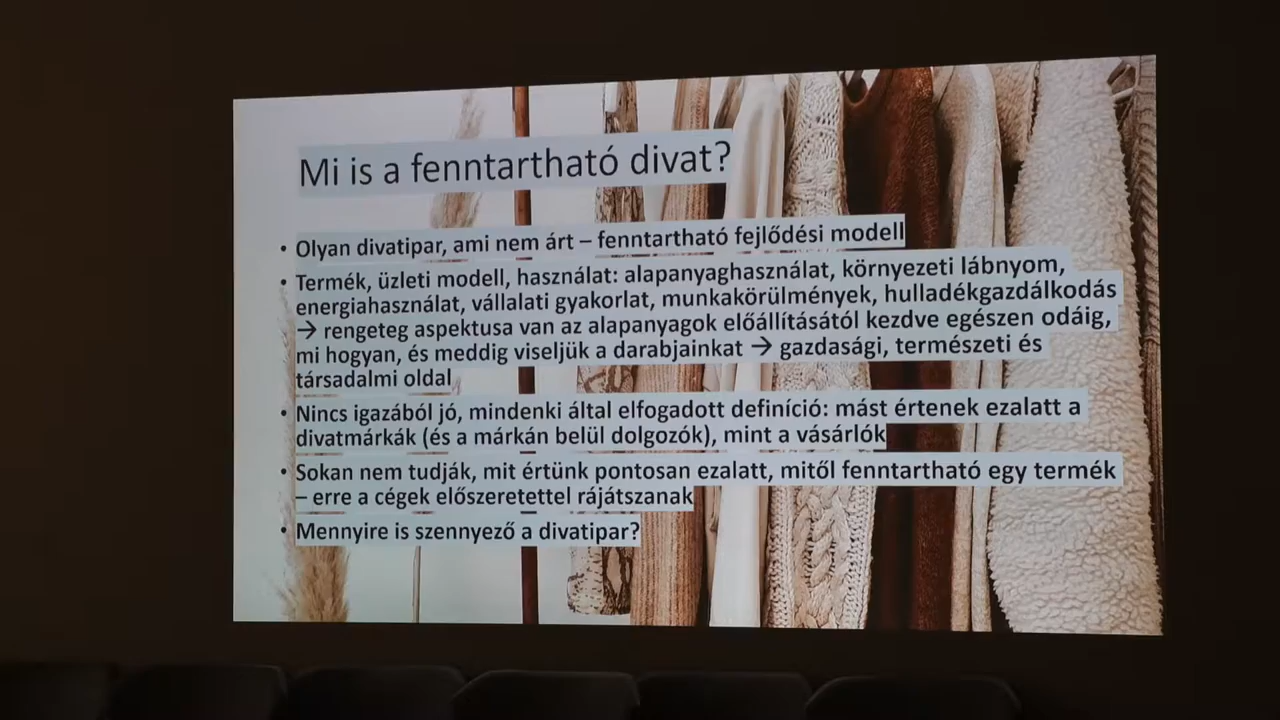 Mi is a fenntartható divat?
• Olyan divatipar, ami nem árt – fenntartható fejlődési modell
• Termék, üzleti modell, használat: alapanyaghasználat, környezeti lábnyom,
energiahasználat, vállalati gyakorlat, munkakörülmények, hulladékgazdálkodás
→ rengeteg aspektusa van az alapanyagok előállításától kezdve egészen odáig,
mi hogyan, és meddig viseljük a darabjainkat → gazdasági, természeti és
társadalmi oldal
• Nincs igazából jó, mindenki által elfogadott definíció: mást értenek ezalatt a
divatmárkák (és a márkán belül dolgozók), mint a vásárlók
• Sokan nem tudják, mit értünk pontosan ezalatt, mitől fenntartható egy termék
– erre a cégek előszeretettel rájátszanak
• Mennyire is szennyező a divatipar?